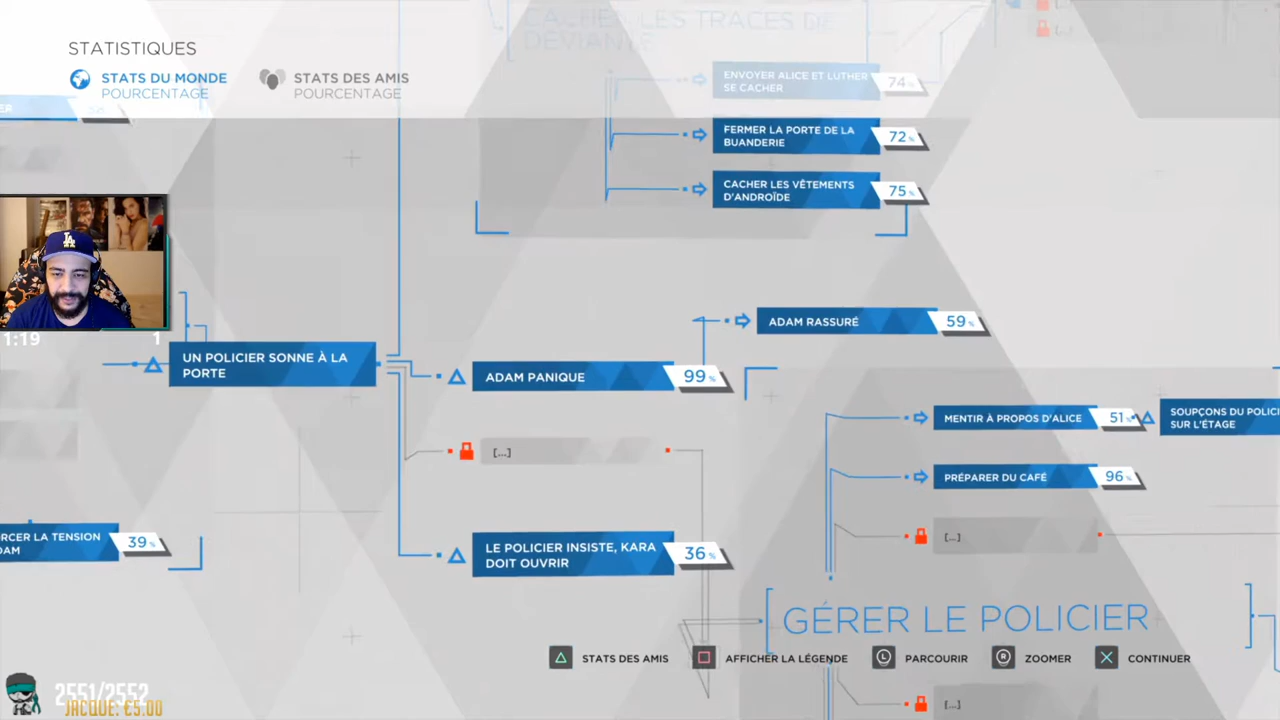 CACHER LES TRACES DE
DÉVIANTE
STATISTIQUES
STATS DU MONDE
POURCENTAGE
STATS DES AMIS
POURCENTAGE
ENVOYER ALICE ET LUTHER
SE CACHER
74%
ER
FERMER LA PORTE DE LA
BUANDERIE
72%
CACHER LES VÊTEMENTS
D'ANDROÏDE
75%
LA
1:19
1
ADAM RASSURÉ
59%
UN POLICIER SONNE À LA
PORTE
ADAM PANIQUE
99%
MENTIR À PROPOS D'ALICE
51%
SOUPÇONS DU POLICI
SUR L'ÉTAGE
[...]
PRÉPARER DU CAFÉ
96%
[...]
ORCER LA TENSION
DAM
39%
LE POLICIER INSISTE, KARA
DOIT OUVRIR
36%
GÉRER LE POLICIER
STATS DES AMIS
AFFICHER LA LÉGENDE
L
PARCOURIR
R
ZOOMER
CONTINUER
2551/2552
JACQUE: €5.00
[...]